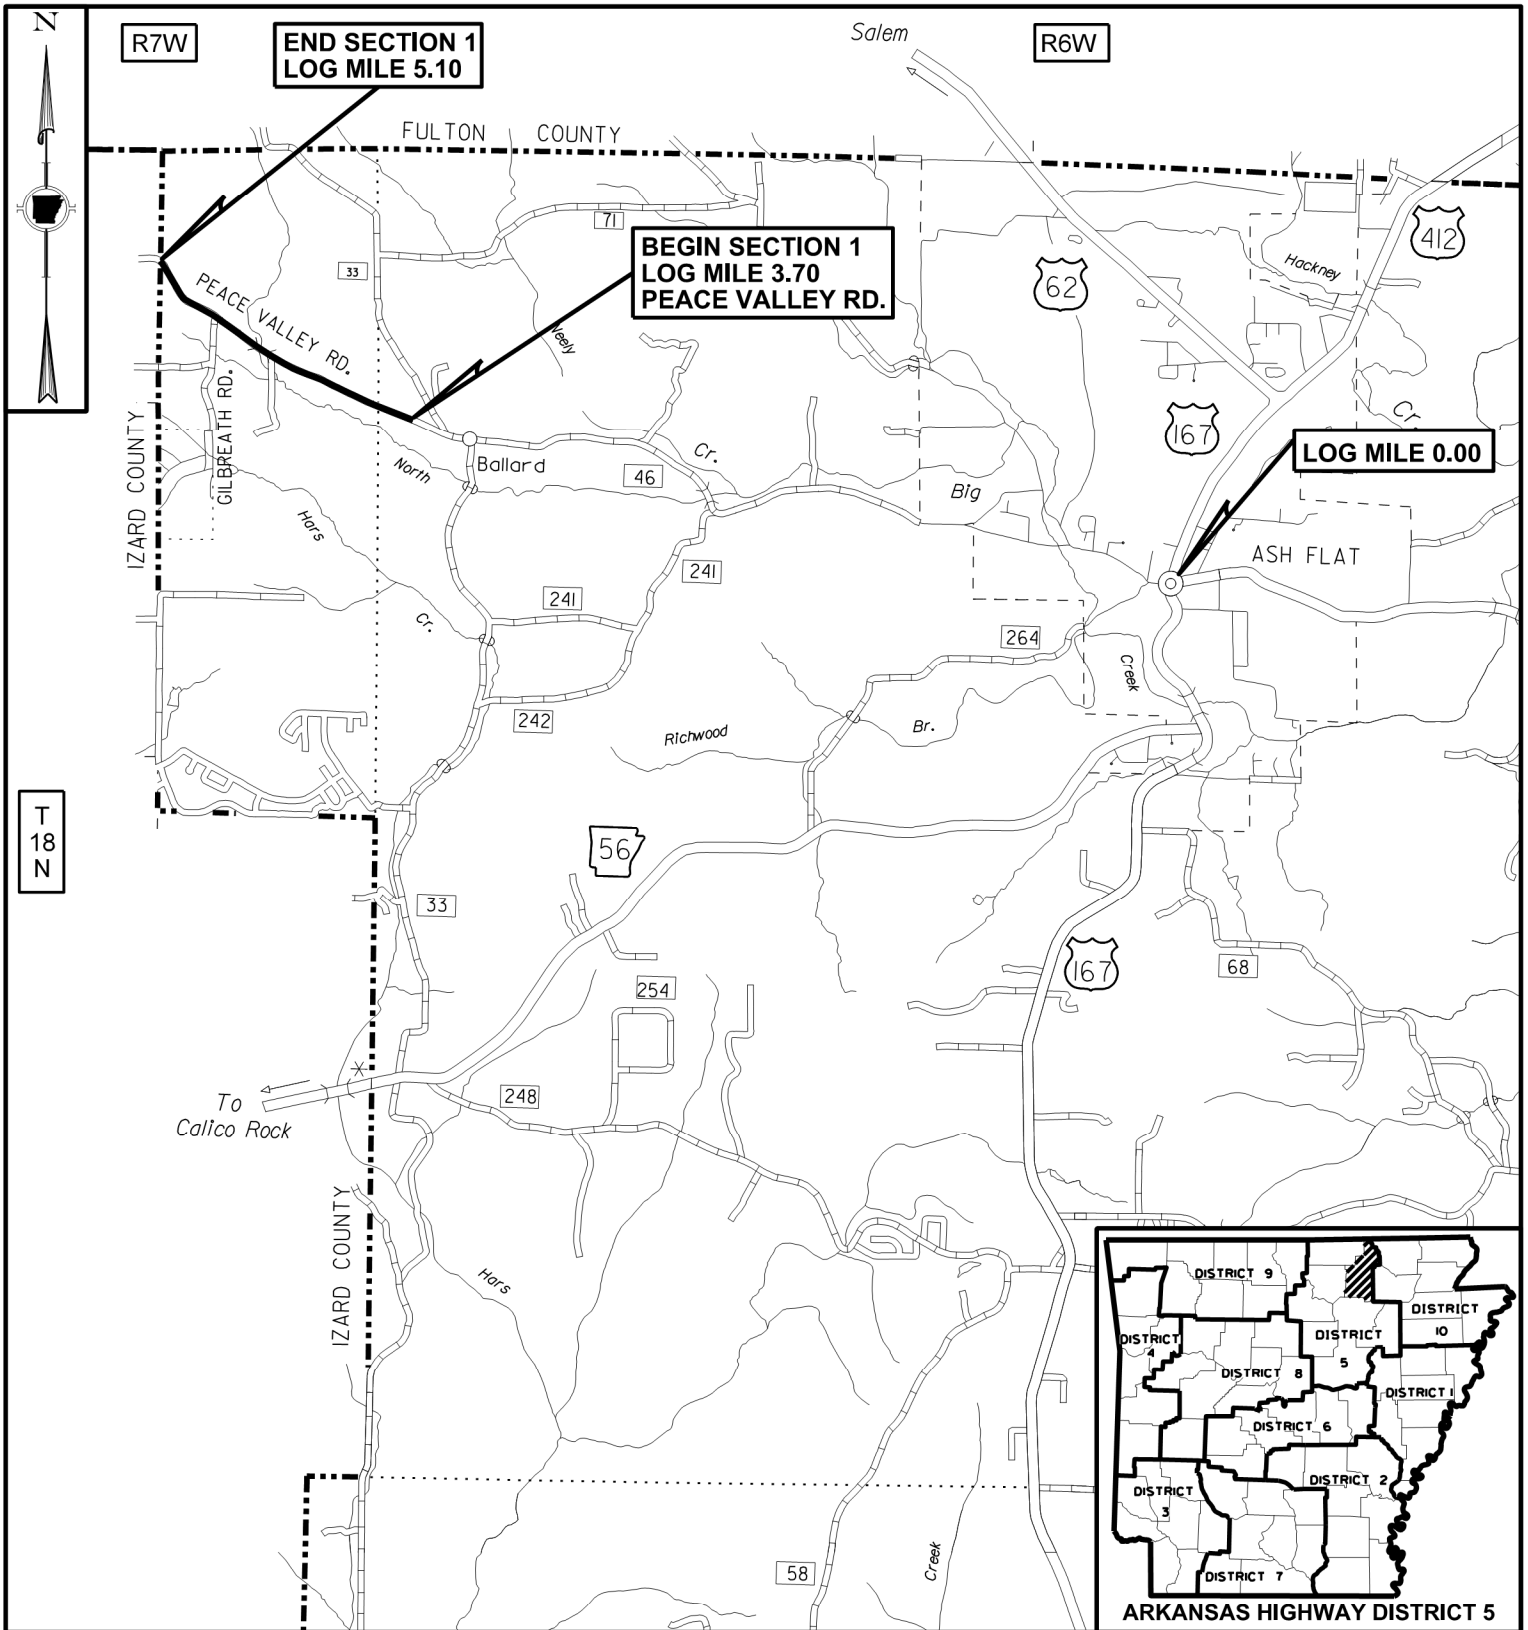 N
R7W
END SECTION 1
LOG MILE 5.10
Salem
R6W
FULTON COUNTY
71
33
BEGIN SECTION 1
LOG MILE 3.70
PEACE VALLEY RD.
412
62
Hackney
PEACE VALLEY RD.
Neely
IZARD COUNTY
GILBREATH RD.
167
Cr.
LOG MILE 0.00
Cr.
North
Ballard
46
Big
Hars
ASH FLAT
241
241
Cr.
264
Creek
242
Richwood
Br.
T
18
N
56
33
167
68
254
248
To
Calico Rock
IZARD COUNTY
Hars
58
Creek
DISTRICT 9
DISTRICT
10
DISTRICT
4
DISTRICT
5
DISTRICT 8
DISTRICT 1
DISTRICT 6
DISTRICT 2
DISTRICT
3
DISTRICT 7
ARKANSAS HIGHWAY DISTRICT 5